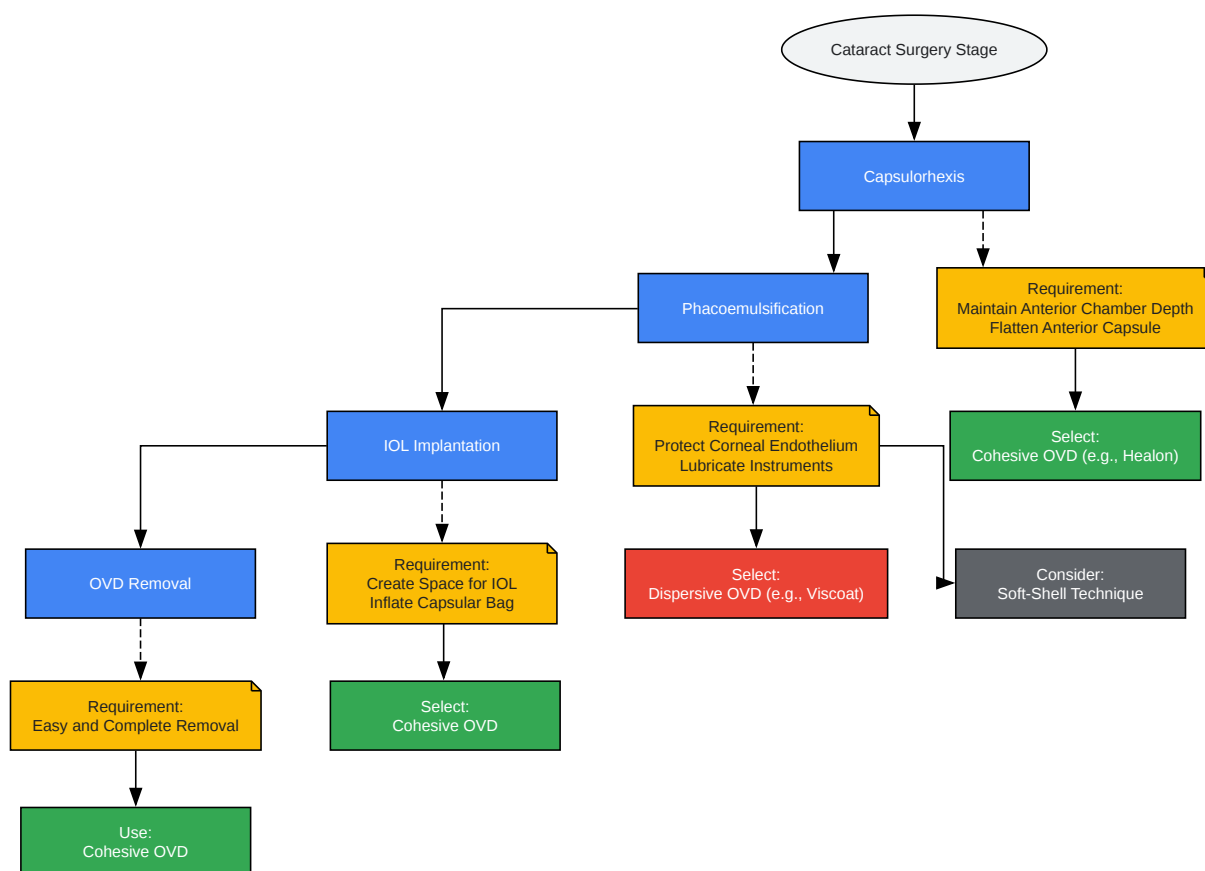 Cataract Surgery Stage
Capsulorhexis
Requirement:
Maintain Anterior Chamber Depth
Flatten Anterior Capsule
Phacoemulsification
Requirement:
Protect Corneal Endothelium
Lubricate Instruments
Select:
Cohesive OVD (e.g., Healon)
IOL Implantation
Requirement:
Create Space for IOL
Inflate Capsular Bag
Select:
Dispersive OVD (e.g., Viscoat)
Consider:
Soft-Shell Technique
OVD Removal
Requirement:
Easy and Complete Removal
Select:
Cohesive OVD
Use:
Cohesive OVD